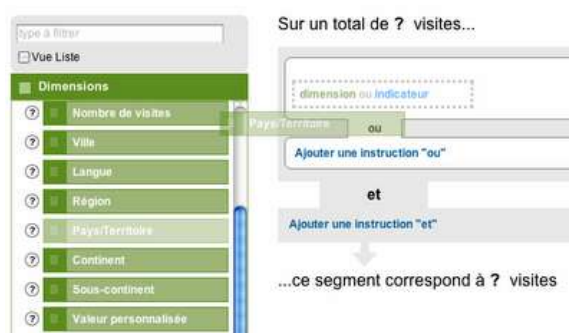 type à filtrer
Vue Liste
Dimensions
? Nombre de visites
? Ville
? Langue
? Région
? Pays/Territoire
? Continent
? Sous-continent
? Valeur personnalisée
Pays/Territoire
Sur un total de ? visites...
dimension ou indicateur
ou
Ajouter une instruction "ou"
et
Ajouter une instruction "et"
...ce segment correspond à ? visites